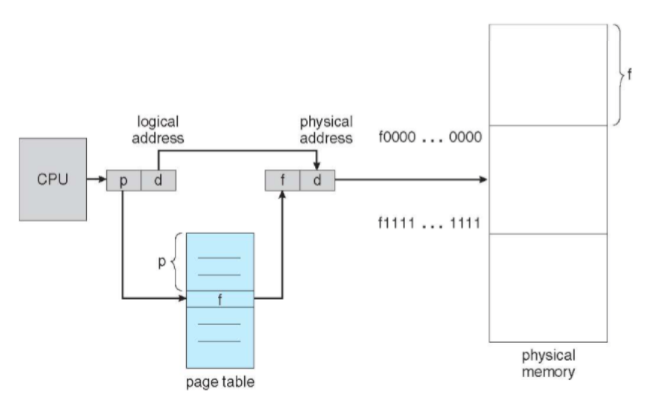 f
logical
address
physical
address
f0000 ... 0000
CPU
p
d
f
d
f1111 ... 1111
p
f
page table
physical
memory